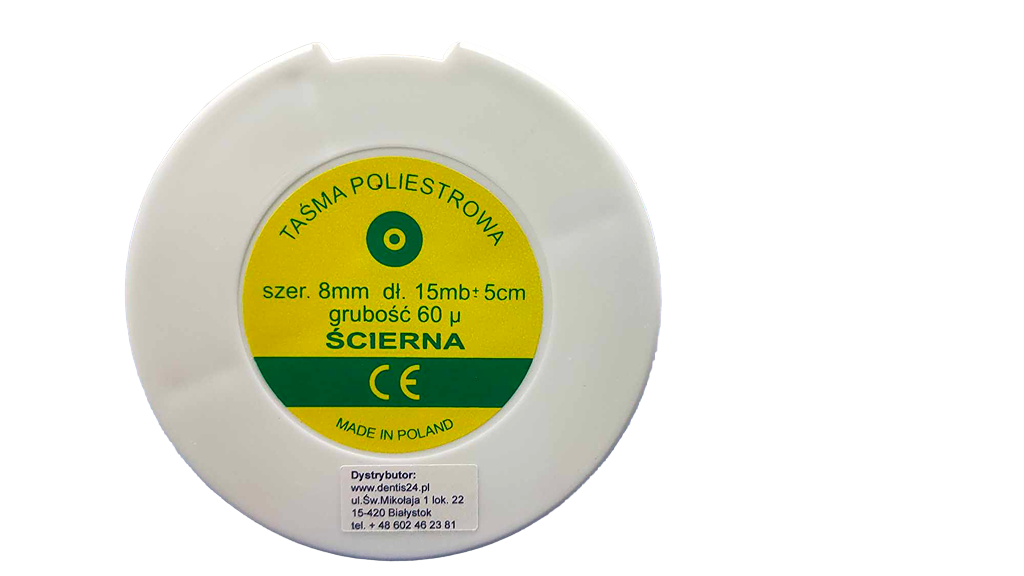 TAŚMA POLIESTROWA
szer. 8mm dł. 15mb± 5cm
grubość 60 µ
ŚCIERNA
CE
MADE IN POLAND
Dystrybutor:
www.dentis24.pl
ul.Św.Mikołaja 1 lok. 22
15-420 Białystok
tel. + 48 602 46 23 81